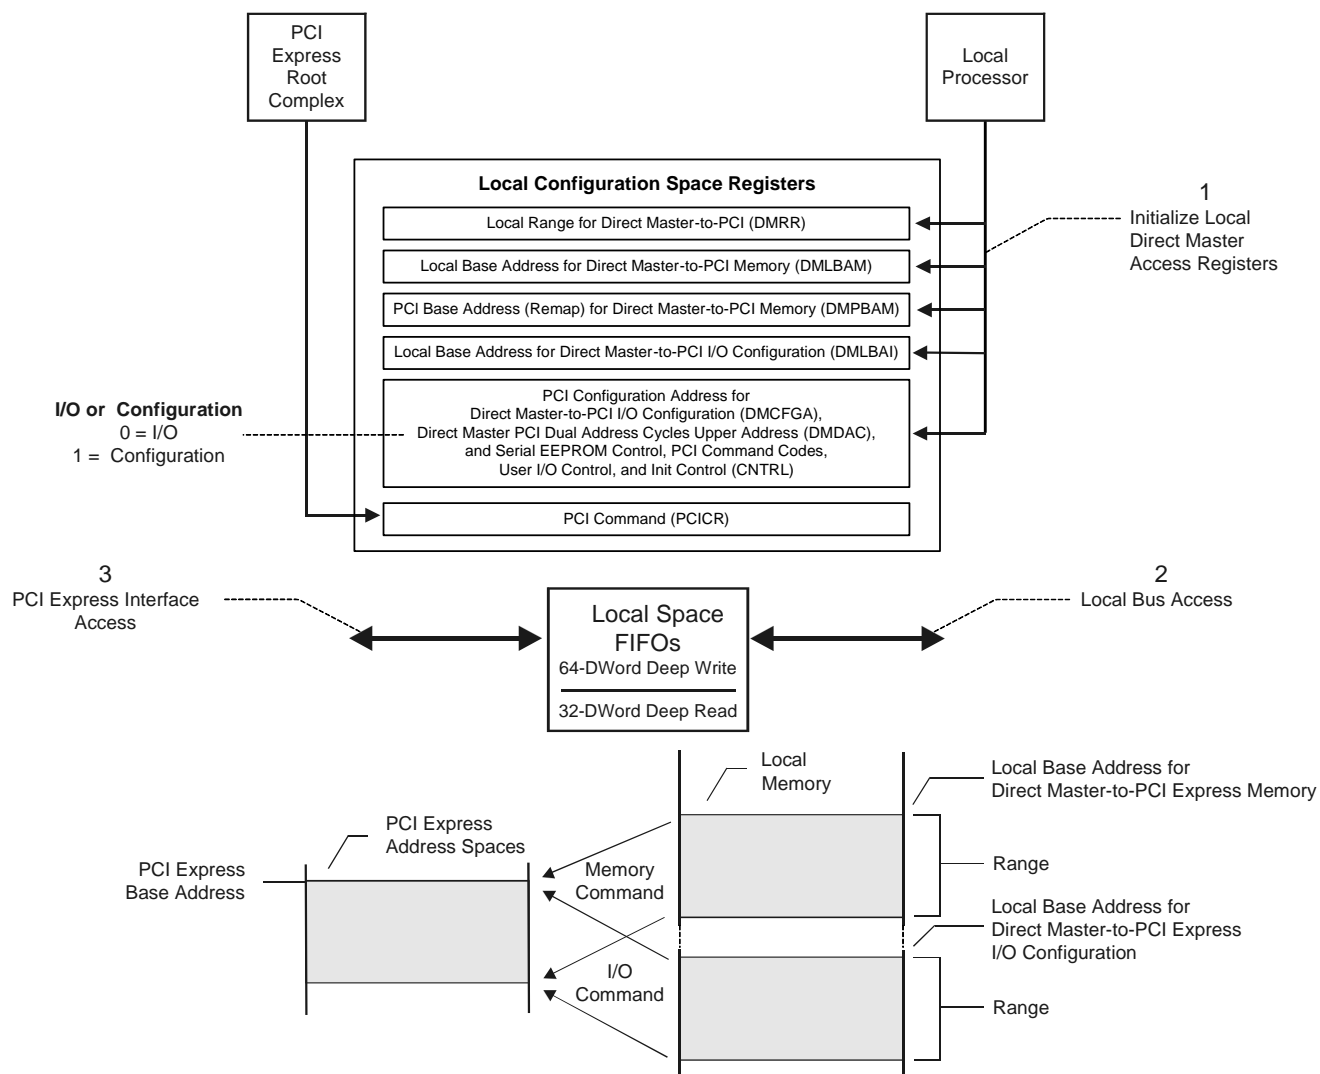 PCI
Express
Root
Complex
Local
Processor
Local Configuration Space Registers
Local Range for Direct Master-to-PCI (DMRR)
Local Base Address for Direct Master-to-PCI Memory (DMLBAM)
PCI Base Address (Remap) for Direct Master-to-PCI Memory (DMPBAM)
Local Base Address for Direct Master-to-PCI I/O Configuration (DMLBAI)
PCI Configuration Address for
Direct Master-to-PCI I/O Configuration (DMCFGA),
Direct Master PCI Dual Address Cycles Upper Address (DMDAC),
and Serial EEPROM Control, PCI Command Codes,
User I/O Control, and Init Control (CNTRL)
PCI Command (PCICR)
1
Initialize Local
Direct Master
Access Registers
I/O or Configuration
0 = I/O
1 = Configuration
3
PCI Express Interface
Access
Local Space
FIFOs
64-DWord Deep Write
32-DWord Deep Read
2
Local Bus Access
Local
Memory
Local Base Address for
Direct Master-to-PCI Express Memory
PCI Express
Address Spaces
PCI Express
Base Address
Memory
Command
Range
Local Base Address for
Direct Master-to-PCI Express
I/O Configuration
I/O
Command
Range